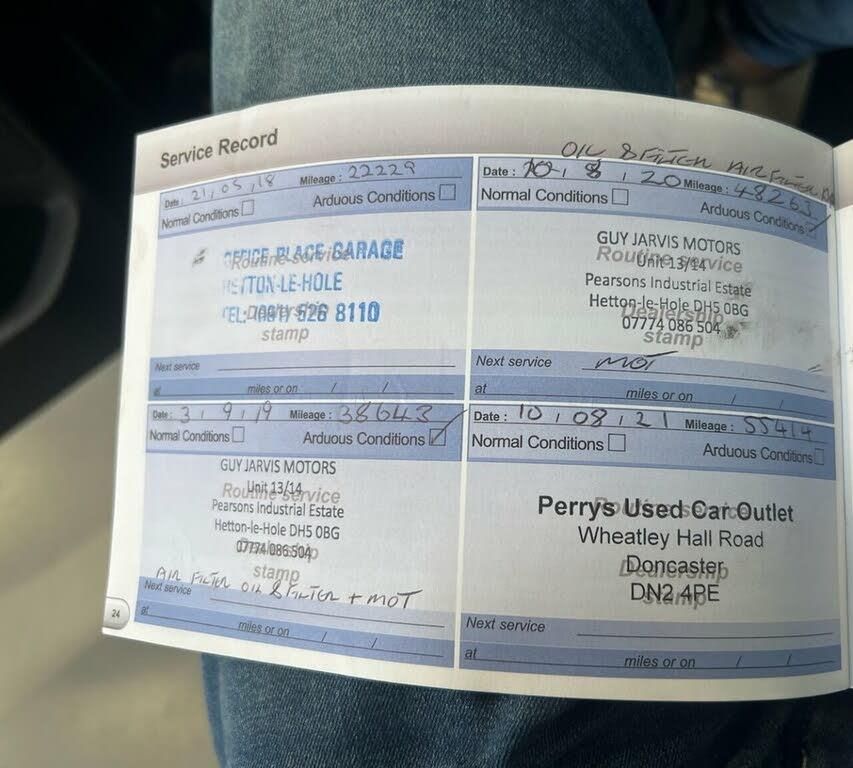 Service Record
OIL & FILTER AIR FILTER
Date : 21 , 05 , 18 Mileage : 22229
Normal Conditions Arduous Conditions
OFFICE PLACE GARAGE
Routine service
HETTON-LE-HOLE
Dealership
TEL: 526 8110
stamp
Next service
at miles or on / /
Date : 10 , 8 , 20 Mileage : 48263
Normal Conditions Arduous Conditions
GUY JARVIS MOTORS
Routine service
Unit 13/14
Pearsons Industrial Estate
Hetton-le-Hole DH5 0BG
Dealership
07774 086 504
stamp
Next service MOT
at miles or on / /
Date : 3 , 9 , 19 Mileage : 38643
Normal Conditions Arduous Conditions
GUY JARVIS MOTORS
Unit 13/14
Routine service
Pearsons Industrial Estate
Hetton-le-Hole DH5 0BG
07774 086 504
Dealership
stamp
AIR FILTER OIL & FILTER + MOT
Next service
at miles or on / /
Date : 10 , 08 , 21 Mileage : 55414
Normal Conditions Arduous Conditions
Perrys Used Car Outlet
Routine service
Wheatley Hall Road
Doncaster
Dealership
DN2 4PE
stamp
Next service
at miles or on / /
24